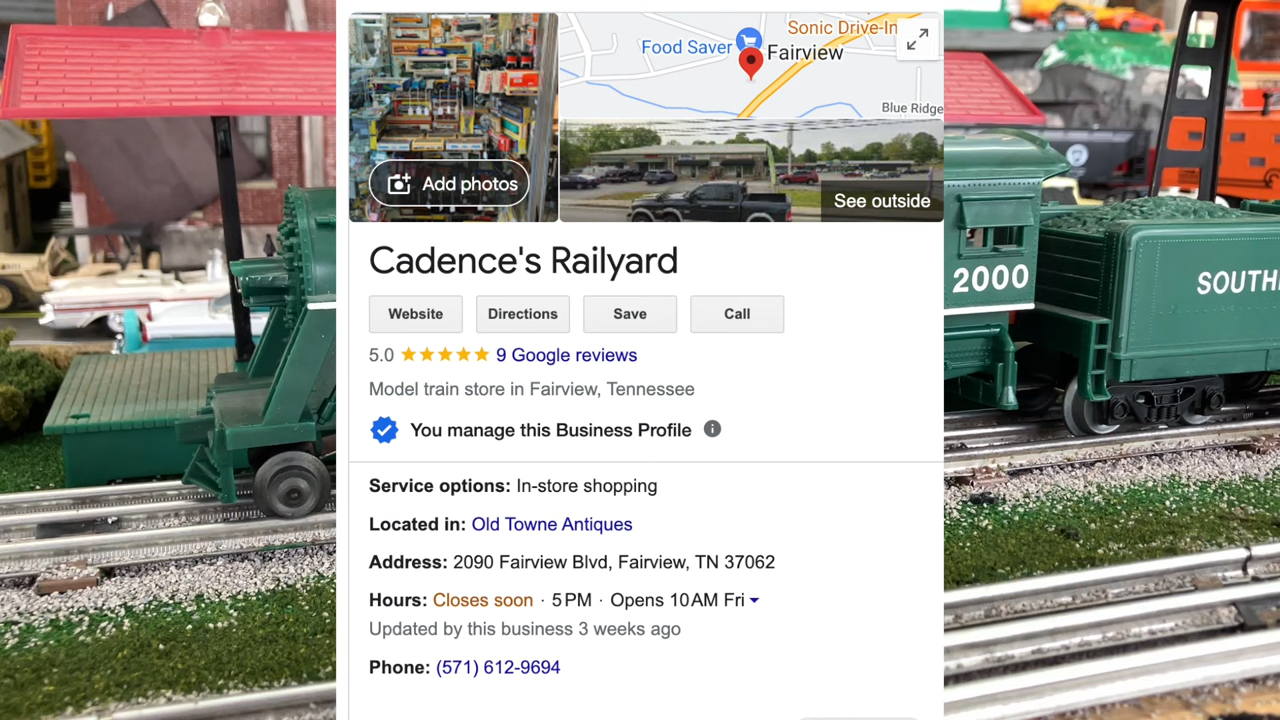 Sonic Drive-In
Food Saver
Fairview
Blue Ridge
Add photos
See outside
Cadence's Railyard
Website Directions Save Call
5.0 9 Google reviews
Model train store in Fairview, Tennessee
You manage this Business Profile
Service options: In-store shopping
Located in: Old Towne Antiques
Address: 2090 Fairview Blvd, Fairview, TN 37062
Hours: Closes soon · 5 PM · Opens 10 AM Fri
Updated by this business 3 weeks ago
Phone: (571) 612-9694
2000
SOUTH